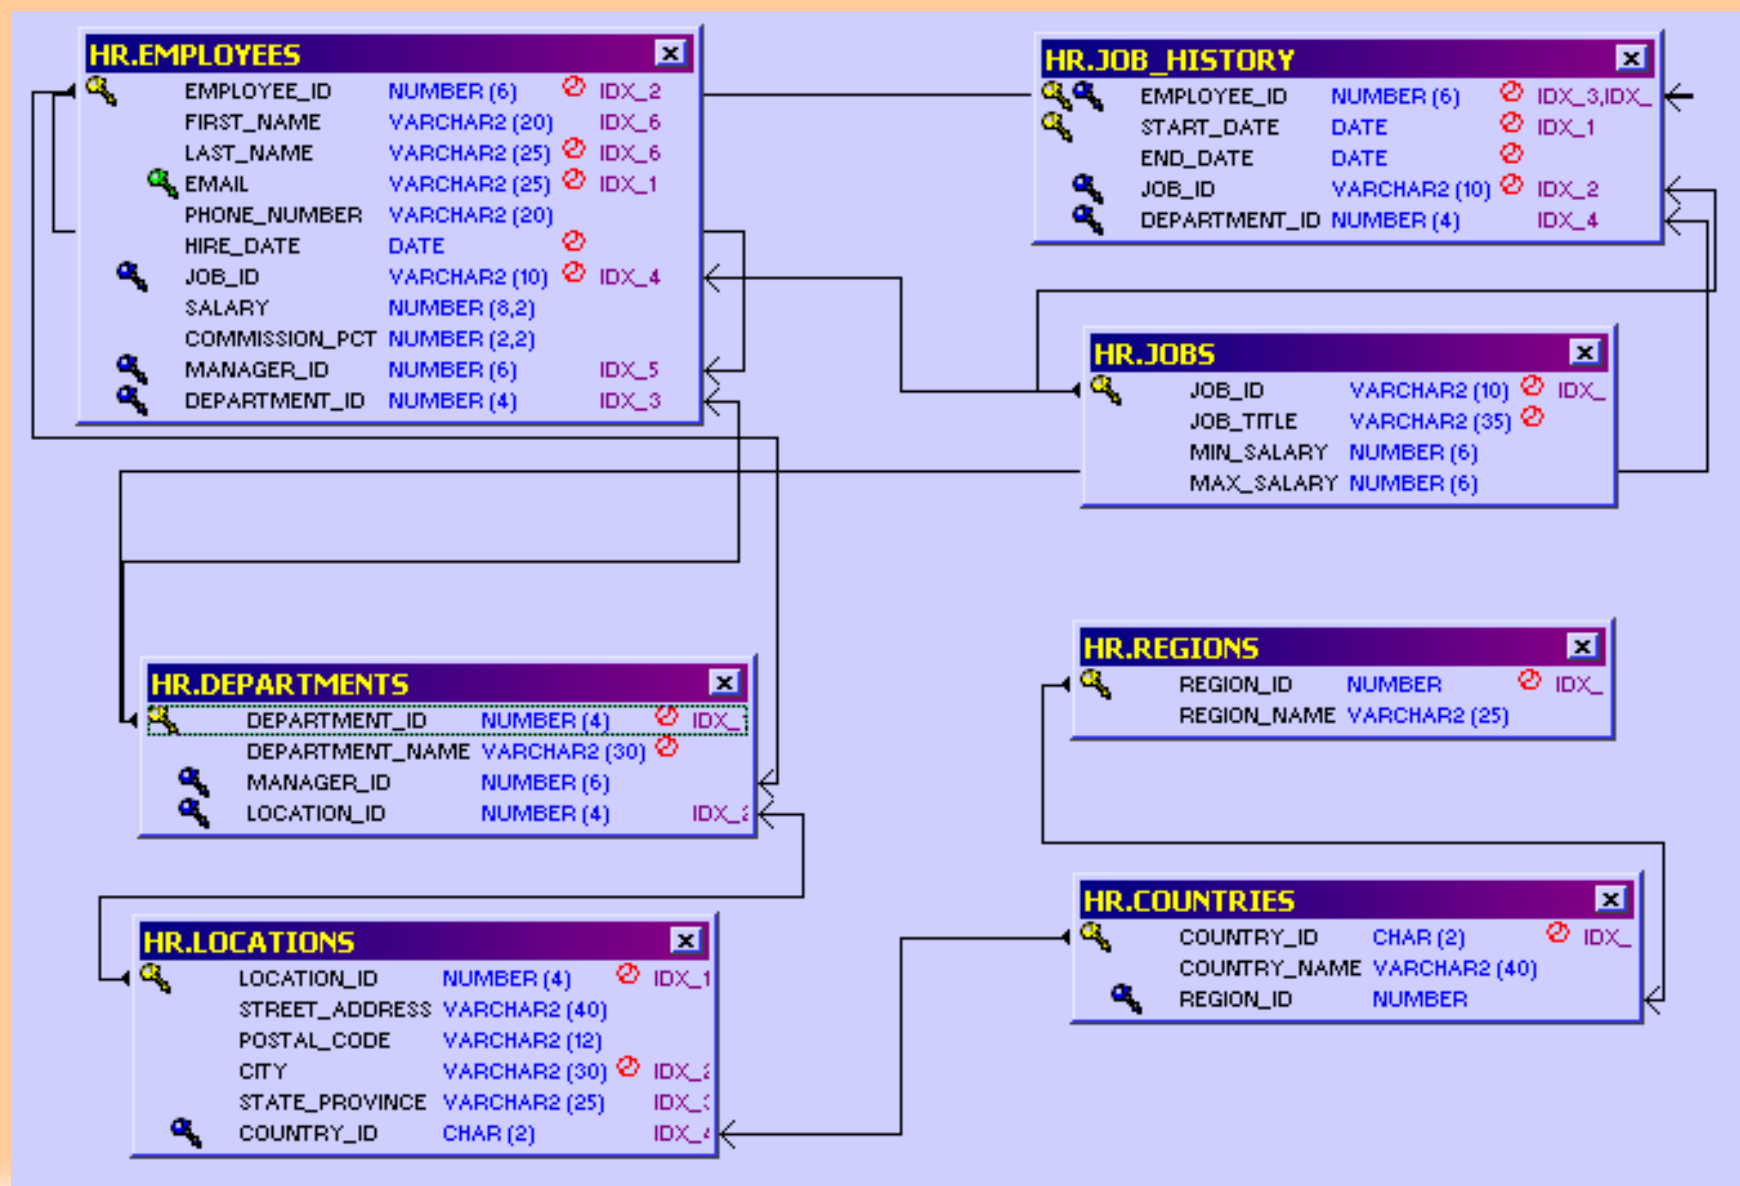 HR.EMPLOYEES
EMPLOYEE_ID NUMBER (6) IDX_2
FIRST_NAME VARCHAR2 (20) IDX_6
LAST_NAME VARCHAR2 (25) IDX_6
EMAIL VARCHAR2 (25) IDX_1
PHONE_NUMBER VARCHAR2 (20)
HIRE_DATE DATE
JOB_ID VARCHAR2 (10) IDX_4
SALARY NUMBER (8,2)
COMMISSION_PCT NUMBER (2,2)
MANAGER_ID NUMBER (6) IDX_5
DEPARTMENT_ID NUMBER (4) IDX_3
HR.JOB_HISTORY
EMPLOYEE_ID NUMBER (6) IDX_3,IDX_
START_DATE DATE IDX_1
END_DATE DATE
JOB_ID VARCHAR2 (10) IDX_2
DEPARTMENT_ID NUMBER (4) IDX_4
HR.JOBS
JOB_ID VARCHAR2 (10) IDX_
JOB_TITLE VARCHAR2 (35)
MIN_SALARY NUMBER (6)
MAX_SALARY NUMBER (6)
HR.DEPARTMENTS
DEPARTMENT_ID NUMBER (4) IDX_
DEPARTMENT_NAME VARCHAR2 (30)
MANAGER_ID NUMBER (6)
LOCATION_ID NUMBER (4) IDX_2
HR.REGIONS
REGION_ID NUMBER IDX_
REGION_NAME VARCHAR2 (25)
HR.LOCATIONS
LOCATION_ID NUMBER (4) IDX_1
STREET_ADDRESS VARCHAR2 (40)
POSTAL_CODE VARCHAR2 (12)
CITY VARCHAR2 (30) IDX_2
STATE_PROVINCE VARCHAR2 (25) IDX_3
COUNTRY_ID CHAR (2) IDX_4
HR.COUNTRIES
COUNTRY_ID CHAR (2) IDX_
COUNTRY_NAME VARCHAR2 (40)
REGION_ID NUMBER